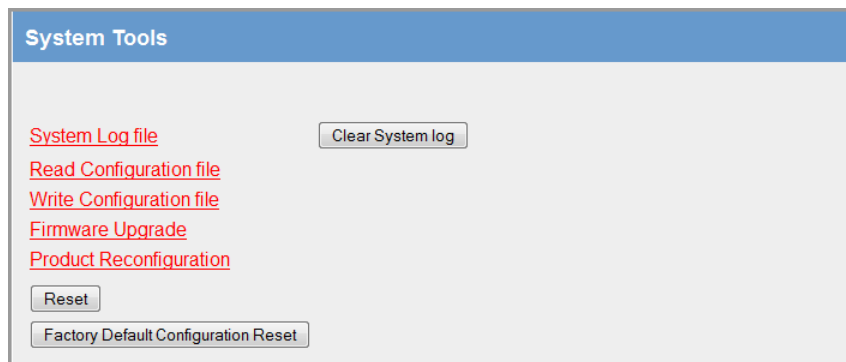 System Tools
System Log file Clear System log
Read Configuration file
Write Configuration file
Firmware Upgrade
Product Reconfiguration
Reset
Factory Default Configuration Reset